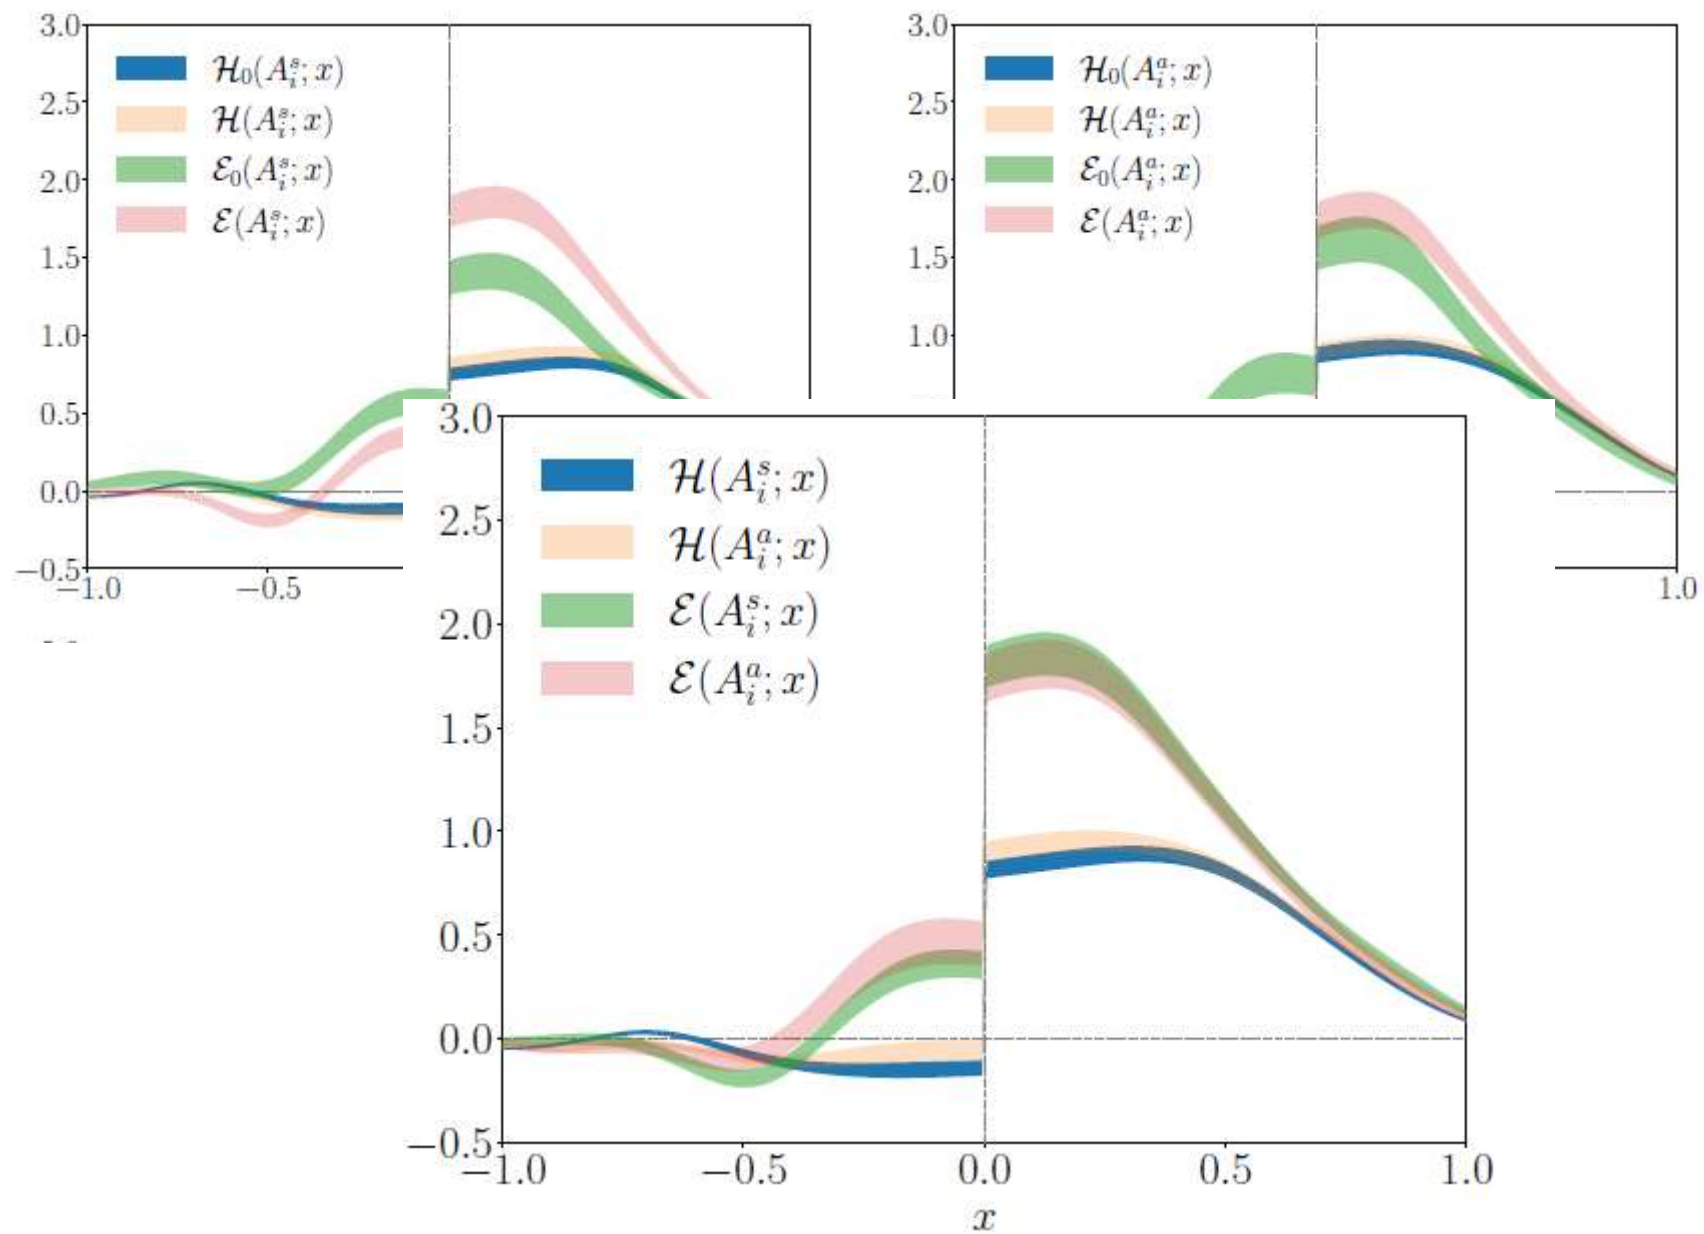 3.0
2.5
2.0
1.5
1.0
0.5
0.0
−0.5
−1.0
−0.5
ℋ₀(Aᵢˢ; x)
ℋ(Aᵢˢ; x)
ℰ₀(Aᵢˢ; x)
ℰ(Aᵢˢ; x)
3.0
2.5
2.0
1.5
1.0
1.0
ℋ₀(Aᵢᵃ; x)
ℋ(Aᵢᵃ; x)
ℰ₀(Aᵢᵃ; x)
ℰ(Aᵢᵃ; x)
3.0
2.5
2.0
1.5
1.0
0.5
0.0
−0.5
ℋ(Aᵢˢ; x)
ℋ(Aᵢᵃ; x)
ℰ(Aᵢˢ; x)
ℰ(Aᵢᵃ; x)
−1.0
−0.5
0.0
0.5
1.0
x